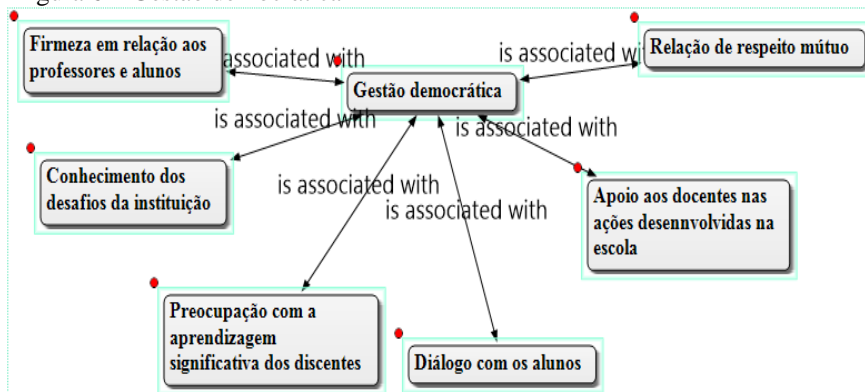 Firmeza em relação aos
professores e alunos
is associated with
Gestão democrática
is associated with
Relação de respeito mútuo
is associated with
is associated with
Conhecimento dos
desafios da instituição
is associated with
is associated with
Apoio aos docentes nas
ações desennvolvidas na
escola
Preocupação com a
aprendizagem
significativa dos discentes
Diálogo com os alunos